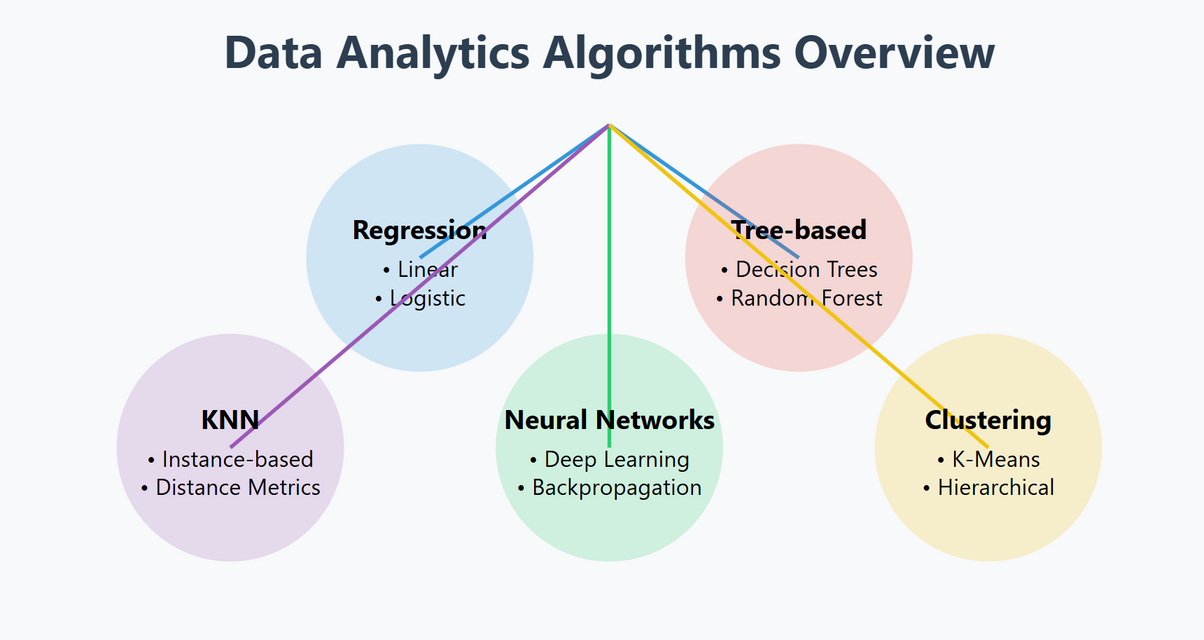 Data Analytics Algorithms Overview
Regression
• Linear
• Logistic
Tree-based
• Decision Trees
• Random Forest
KNN
• Instance-based
• Distance Metrics
Neural Networks
• Deep Learning
• Backpropagation
Clustering
• K-Means
• Hierarchical